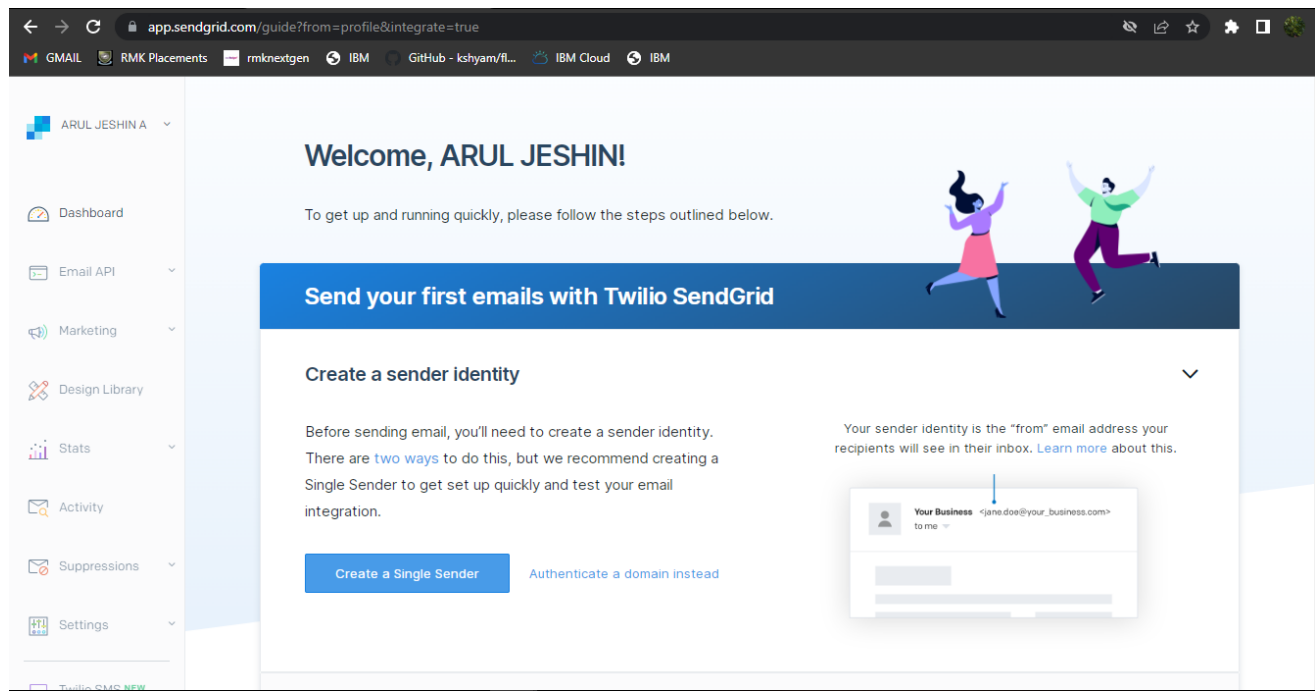 app.sendgrid.com/guide?from=profile&integrate=true
GMAIL RMK Placements rmknextgen IBM GitHub - kshyam/fl... IBM Cloud IBM
ARUL JESHIN A
Dashboard
Email API
Marketing
Design Library
Stats
Activity
Suppressions
Settings
Twilio SMS NEW
Welcome, ARUL JESHIN!
To get up and running quickly, please follow the steps outlined below.
Send your first emails with Twilio SendGrid
Create a sender identity
Before sending email, you'll need to create a sender identity.
There are two ways to do this, but we recommend creating a
Single Sender to get set up quickly and test your email
integration.
Create a Single Sender Authenticate a domain instead
Your sender identity is the "from" email address your
recipients will see in their inbox. Learn more about this.
Your Business <jane.doe@your_business.com>
to me